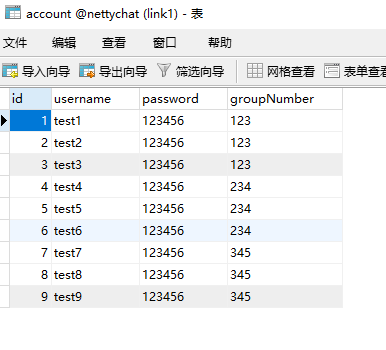 account @nettychat (link1) - 表
文件 编辑 查看 窗口 帮助
导入向导 导出向导 筛选向导 网格查看 表单查看
id username password groupNumber
1 test1 123456 123
2 test2 123456 123
3 test3 123456 123
4 test4 123456 234
5 test5 123456 234
6 test6 123456 234
7 test7 123456 345
8 test8 123456 345
9 test9 123456 345